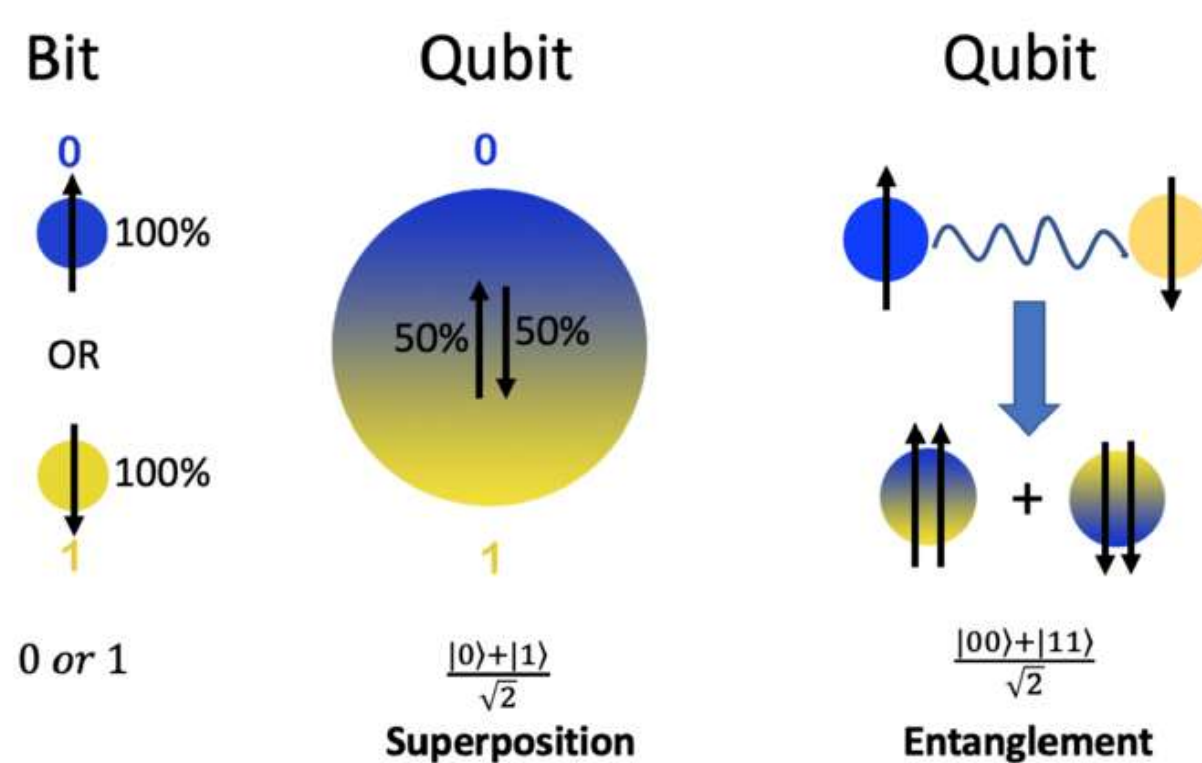 Bit
0
100%
OR
100%
1
0 or 1
Qubit
0
50% 50%
1
|0⟩+|1⟩
√2
Superposition
Qubit
+
|00⟩+|11⟩
√2
Entanglement